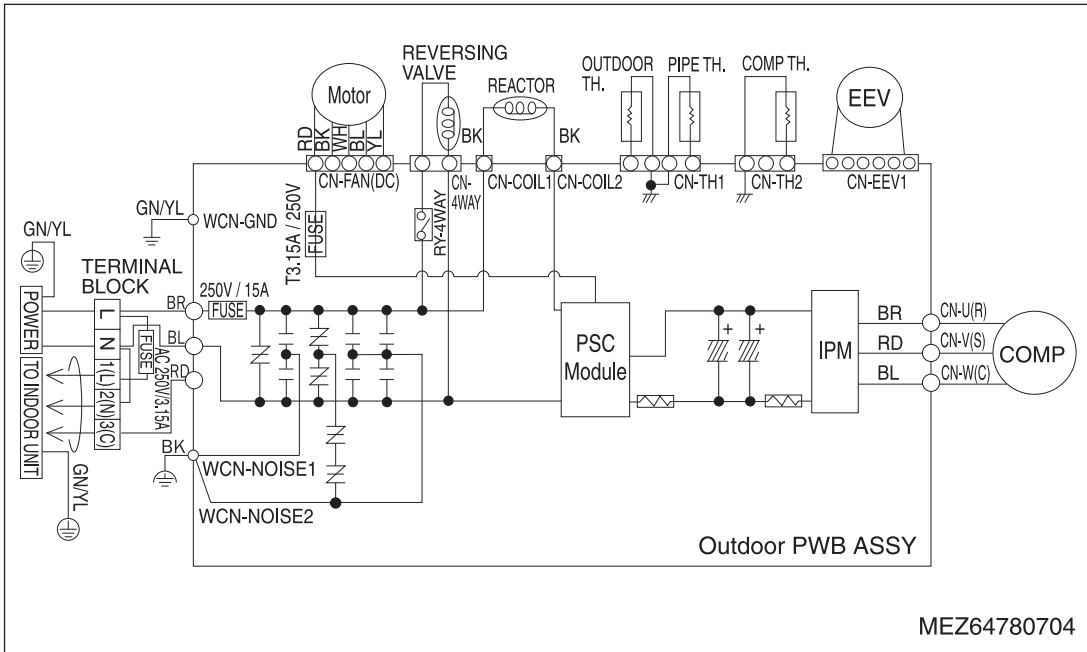 REVERSING
VALVE
OUTDOOR
TH.
PIPE TH.
COMP TH.
REACTOR
Motor
EEV
RD
BK
WH
BL
YL
BK
BK
CN-FAN(DC)
CN-
4WAY
CN-COIL1
CN-COIL2
CN-TH1
CN-TH2
CN-EEV1
GN/YL
WCN-GND
T3.15A / 250V
FUSE
RY-4WAY
GN/YL
TERMINAL
BLOCK
POWER
L
N
1(L)
2(N)
3(C)
FUSE
AC 250V/3.15A
TO INDOOR UNIT
GN/YL
BR
BL
RD
BK
250V / 15A
FUSE
WCN-NOISE1
WCN-NOISE2
PSC
Module
+
+
IPM
BR
RD
BL
CN-U(R)
CN-V(S)
CN-W(C)
COMP
Outdoor PWB ASSY
MEZ64780704